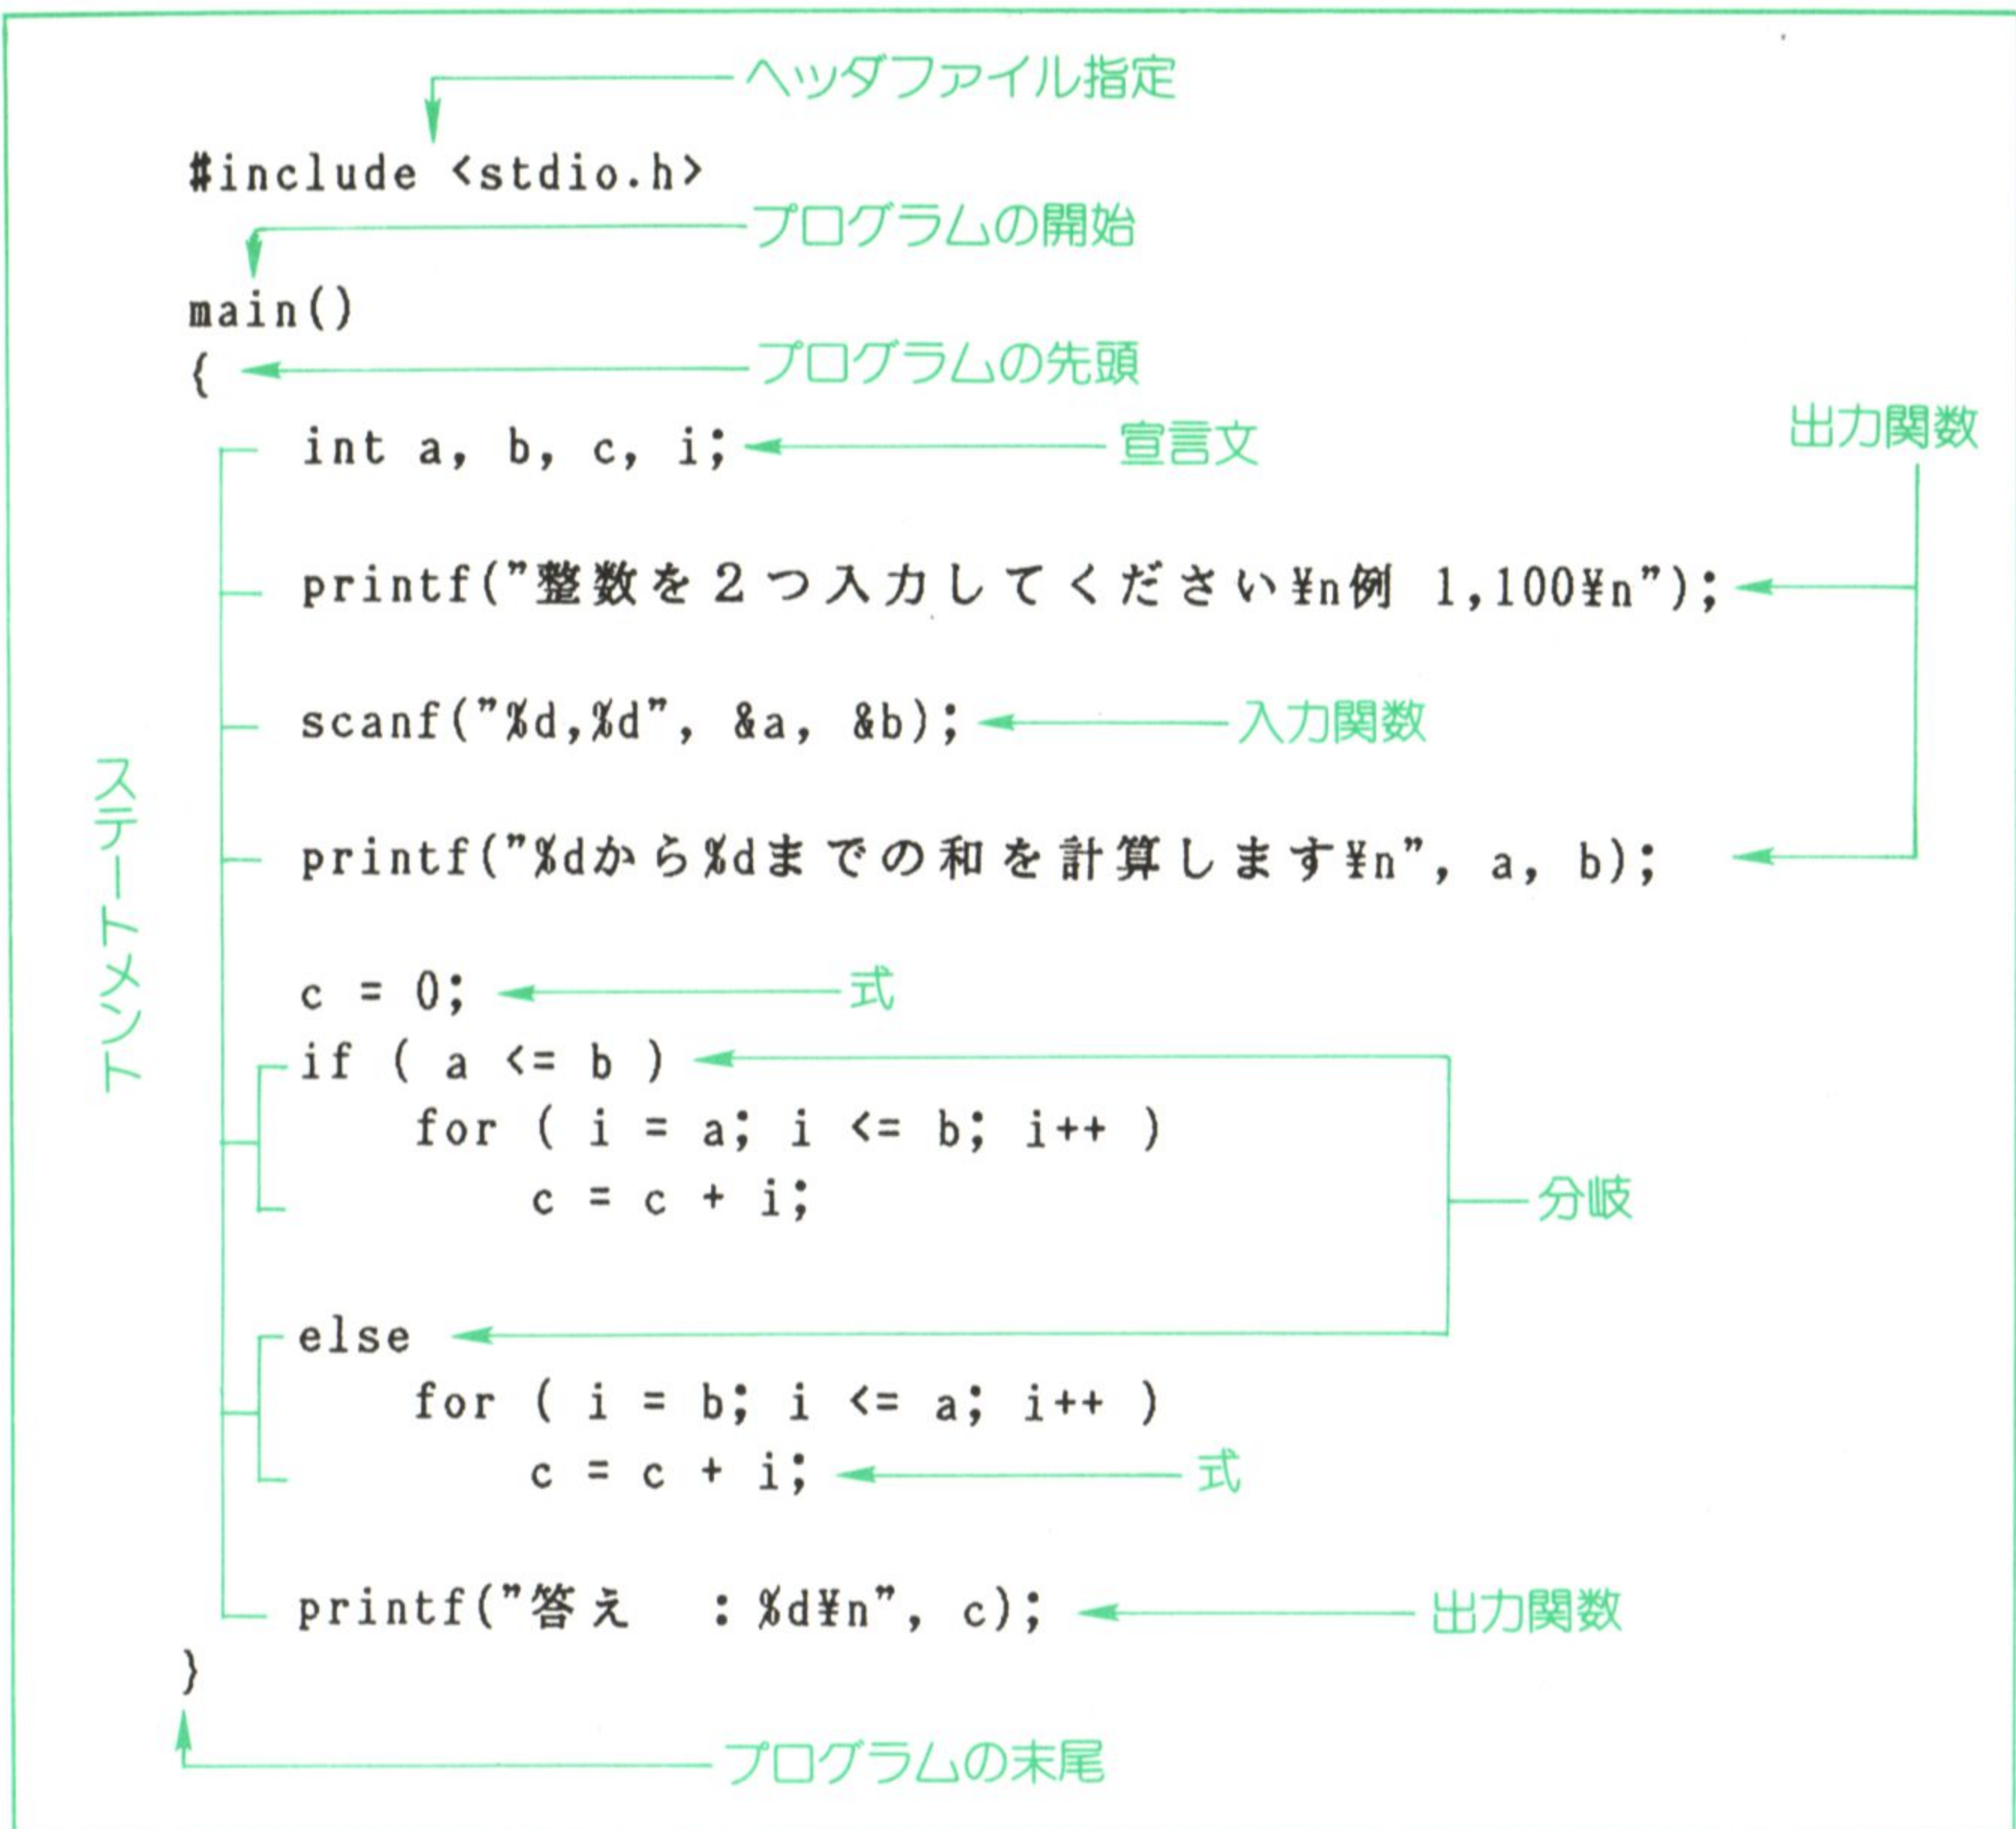 ヘッダファイル指定
#include <stdio.h>
プログラムの開始
main()
{ プログラムの先頭
int a, b, c, i; 宣言文
出力関数
printf("整数を２つ入力してください¥n例 1,100¥n");
scanf("%d,%d", &a, &b); 入力関数
ステートメント
printf("%dから%dまでの和を計算します¥n", a, b);
c = 0; 式
if ( a <= b )
for ( i = a; i <= b; i++ )
c = c + i;
分岐
else
for ( i = b; i <= a; i++ )
c = c + i; 式
printf("答え　：%d¥n", c); 出力関数
}
プログラムの末尾